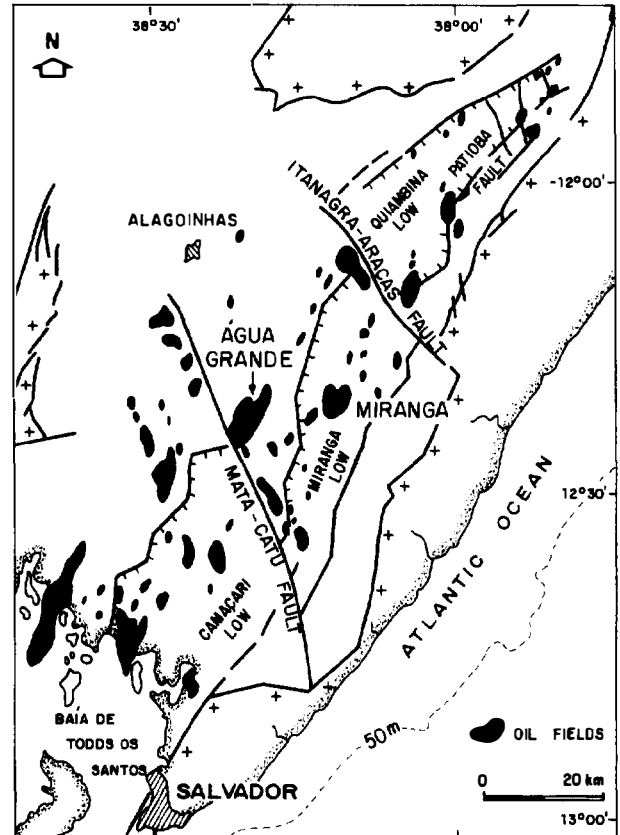 38°30'
38°00'
N
ITANAGRA-ARAÇAS FAULT
QUIAMBINA
LOW
PATIOBA
FAULT
-12°00'
ALAGOINHAS
ÁGUA
GRANDE
MIRANGA
MIRANGA
LOW
MATA-CATU FAULT
12°30'
CAMAÇARI
LOW
ATLANTIC OCEAN
50m
BAÍA DE
TODDS OS
SANTOS
SALVADOR
OIL FIELDS
0 20 km
13°00'